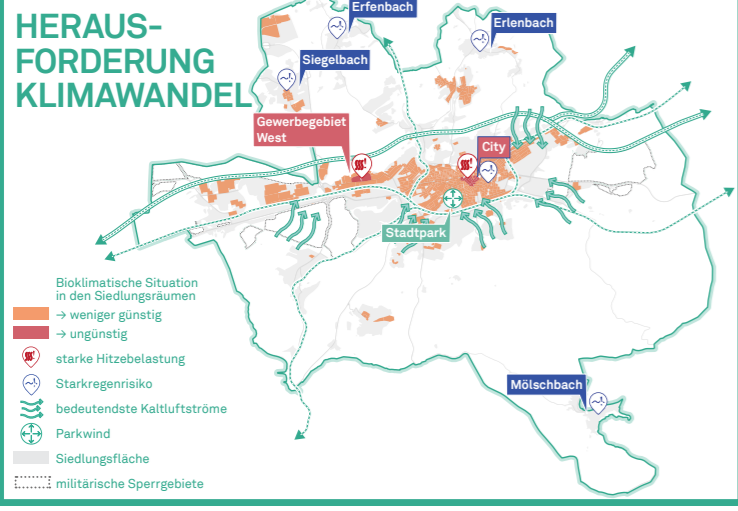 HERAUS-
FORDERUNG
KLIMAWANDEL
Erfenbach
Erlenbach
Siegelbach
Gewerbegebiet
West
City
Stadtpark
Mölschbach
Bioklimatische Situation
in den Siedlungsräumen
→ weniger günstig
→ ungünstig
starke Hitzebelastung
Starkregenrisiko
bedeutendste Kaltluftströme
Parkwind
Siedlungsfläche
militärische Sperrgebiete